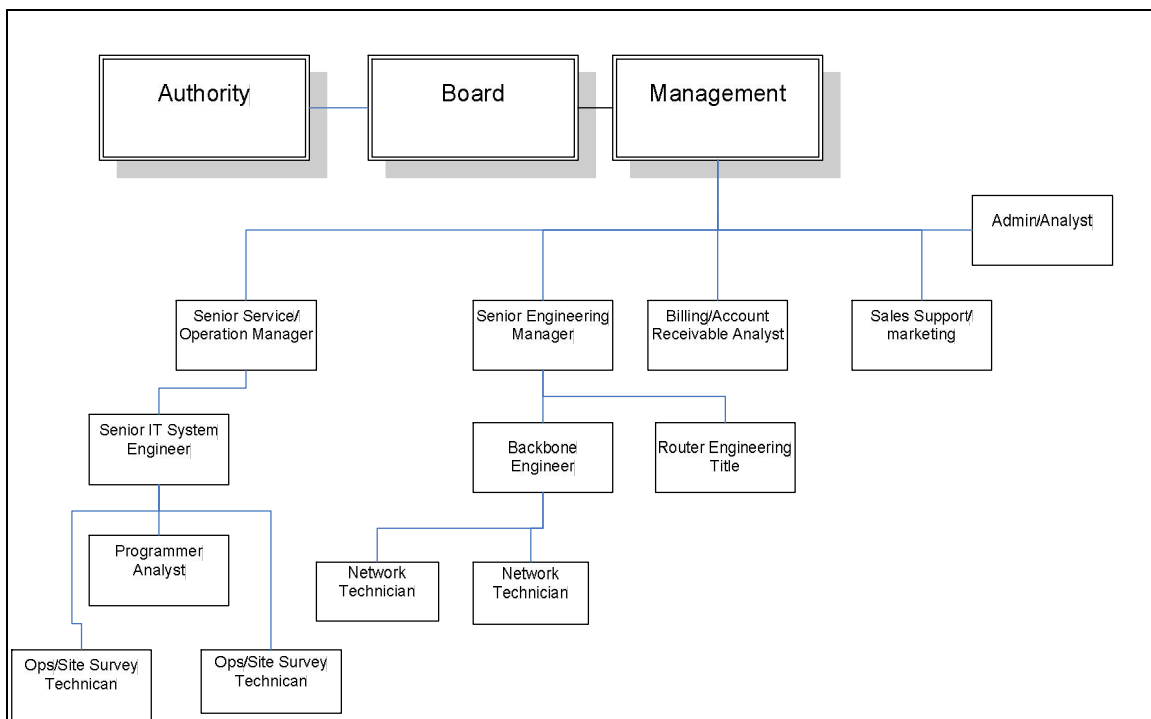 Authority
Board
Management
Admin/Analyst
Senior Service/
Operation Manager
Senior Engineering
Manager
Billing/Account
Receivable Analyst
Sales Support/
marketing
Senior IT System
Engineer
Backbone
Engineer
Router Engineering
Title
Programmer
Analyst
Network
Technician
Network
Technician
Ops/Site Survey
Technican
Ops/Site Survey
Technican